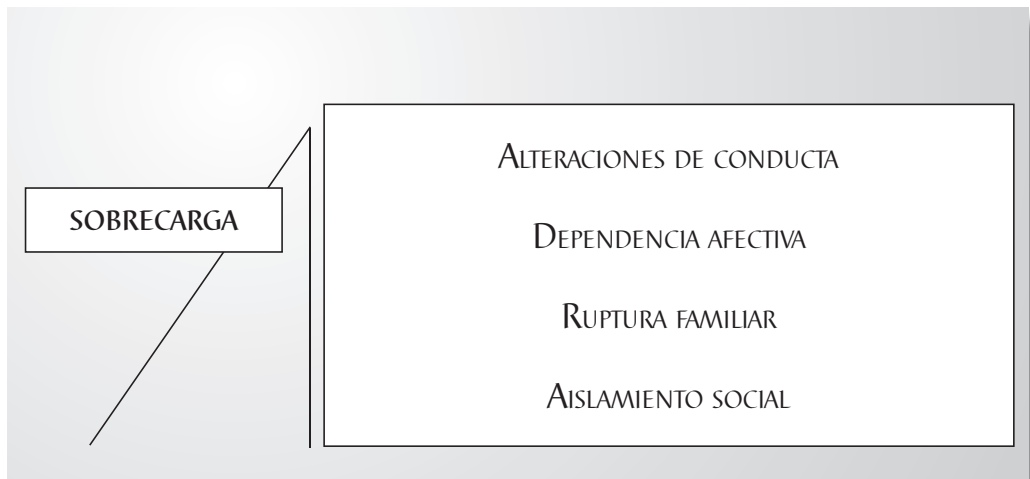 SOBRECARGA
ALTERACIONES DE CONDUCTA
DEPENDENCIA AFECTIVA
RUPTURA FAMILIAR
AISLAMIENTO SOCIAL